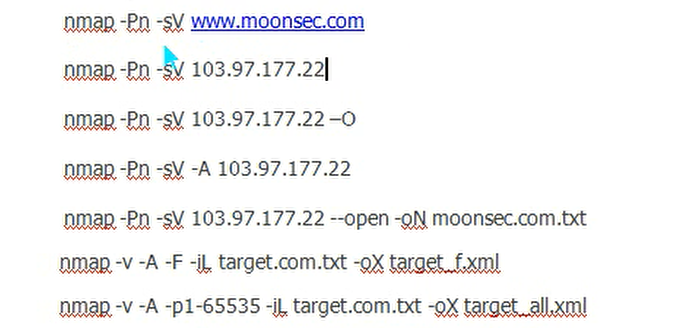 nmap -Pn -sV www.moonsec.com
nmap -Pn -sV 103.97.177.22
nmap -Pn -sV 103.97.177.22 –O
nmap -Pn -sV -A 103.97.177.22
nmap -Pn -sV 103.97.177.22 --open -oN moonsec.com.txt
nmap -v -A -F -iL target.com.txt -oX target_f.xml
nmap -v -A -p1-65535 -iL target.com.txt -oX target_all.xml